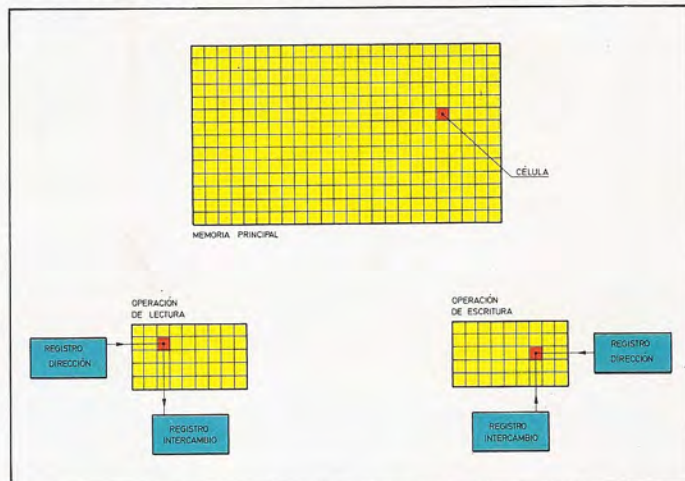 CÉLULA
MEMORIA PRINCIPAL
OPERACIÓN
DE LECTURA
REGISTRO
DIRECCIÓN
REGISTRO
INTERCAMBIO
OPERACIÓN
DE ESCRITURA
REGISTRO
DIRECCIÓN
REGISTRO
INTERCAMBIO